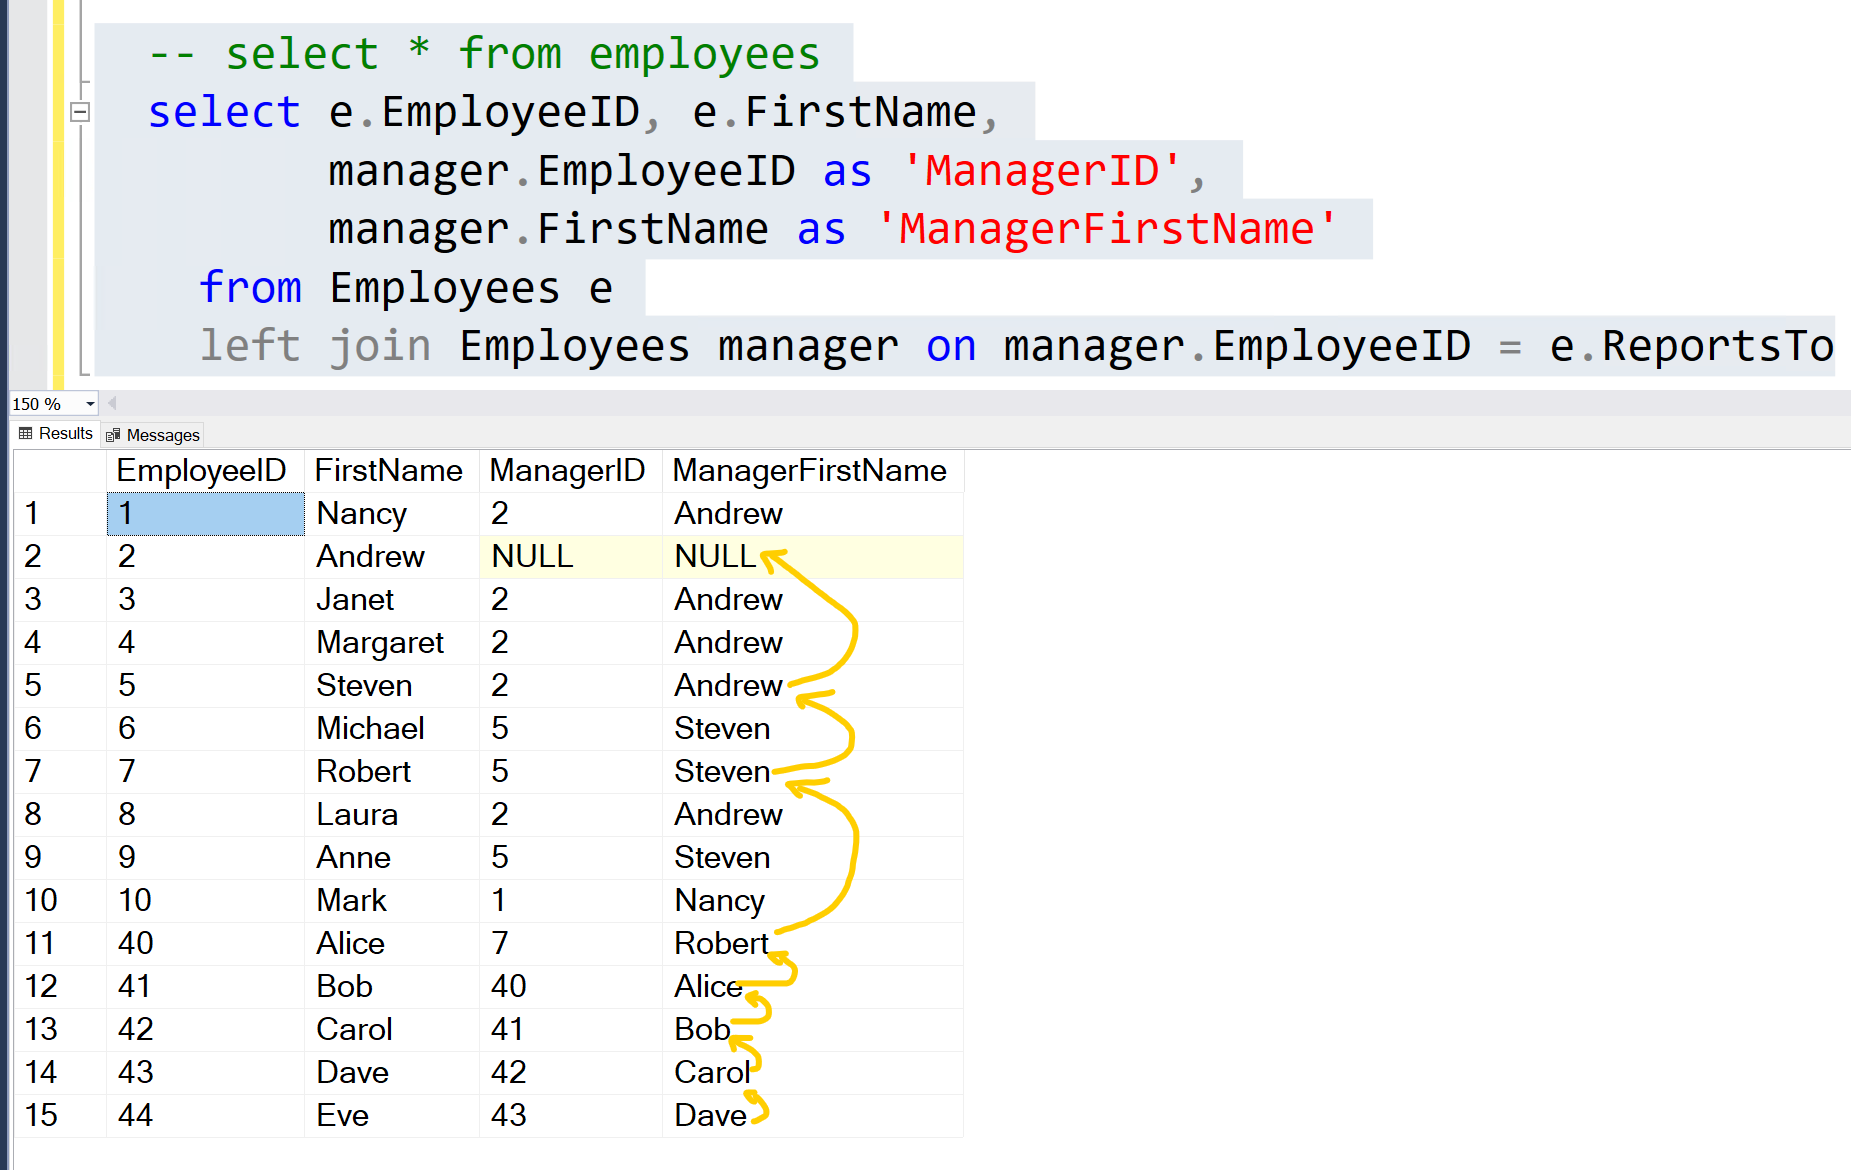 -- select * from employees
select e.EmployeeID, e.FirstName,
manager.EmployeeID as 'ManagerID',
manager.FirstName as 'ManagerFirstName'
from Employees e
left join Employees manager on manager.EmployeeID = e.ReportsTo
150 %
Results Messages
EmployeeID FirstName ManagerID ManagerFirstName
1 1 Nancy 2 Andrew
2 2 Andrew NULL NULL
3 3 Janet 2 Andrew
4 4 Margaret 2 Andrew
5 5 Steven 2 Andrew
6 6 Michael 5 Steven
7 7 Robert 5 Steven
8 8 Laura 2 Andrew
9 9 Anne 5 Steven
10 10 Mark 1 Nancy
11 40 Alice 7 Robert
12 41 Bob 40 Alice
13 42 Carol 41 Bob
14 43 Dave 42 Carol
15 44 Eve 43 Dave